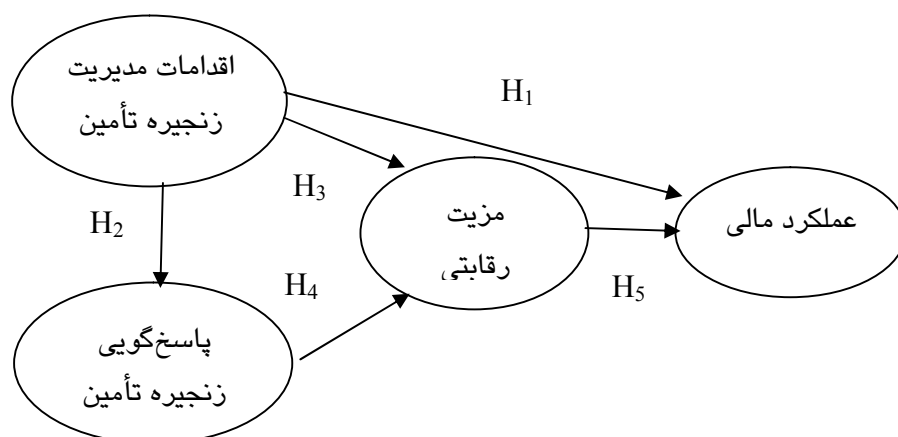 اقدامات مدیریت
زنجیره تأمین
H1
H3
H2
مزیت
رقابتی
عملکرد مالی
H4
H5
پاسخ‌گویی
زنجیره تأمین